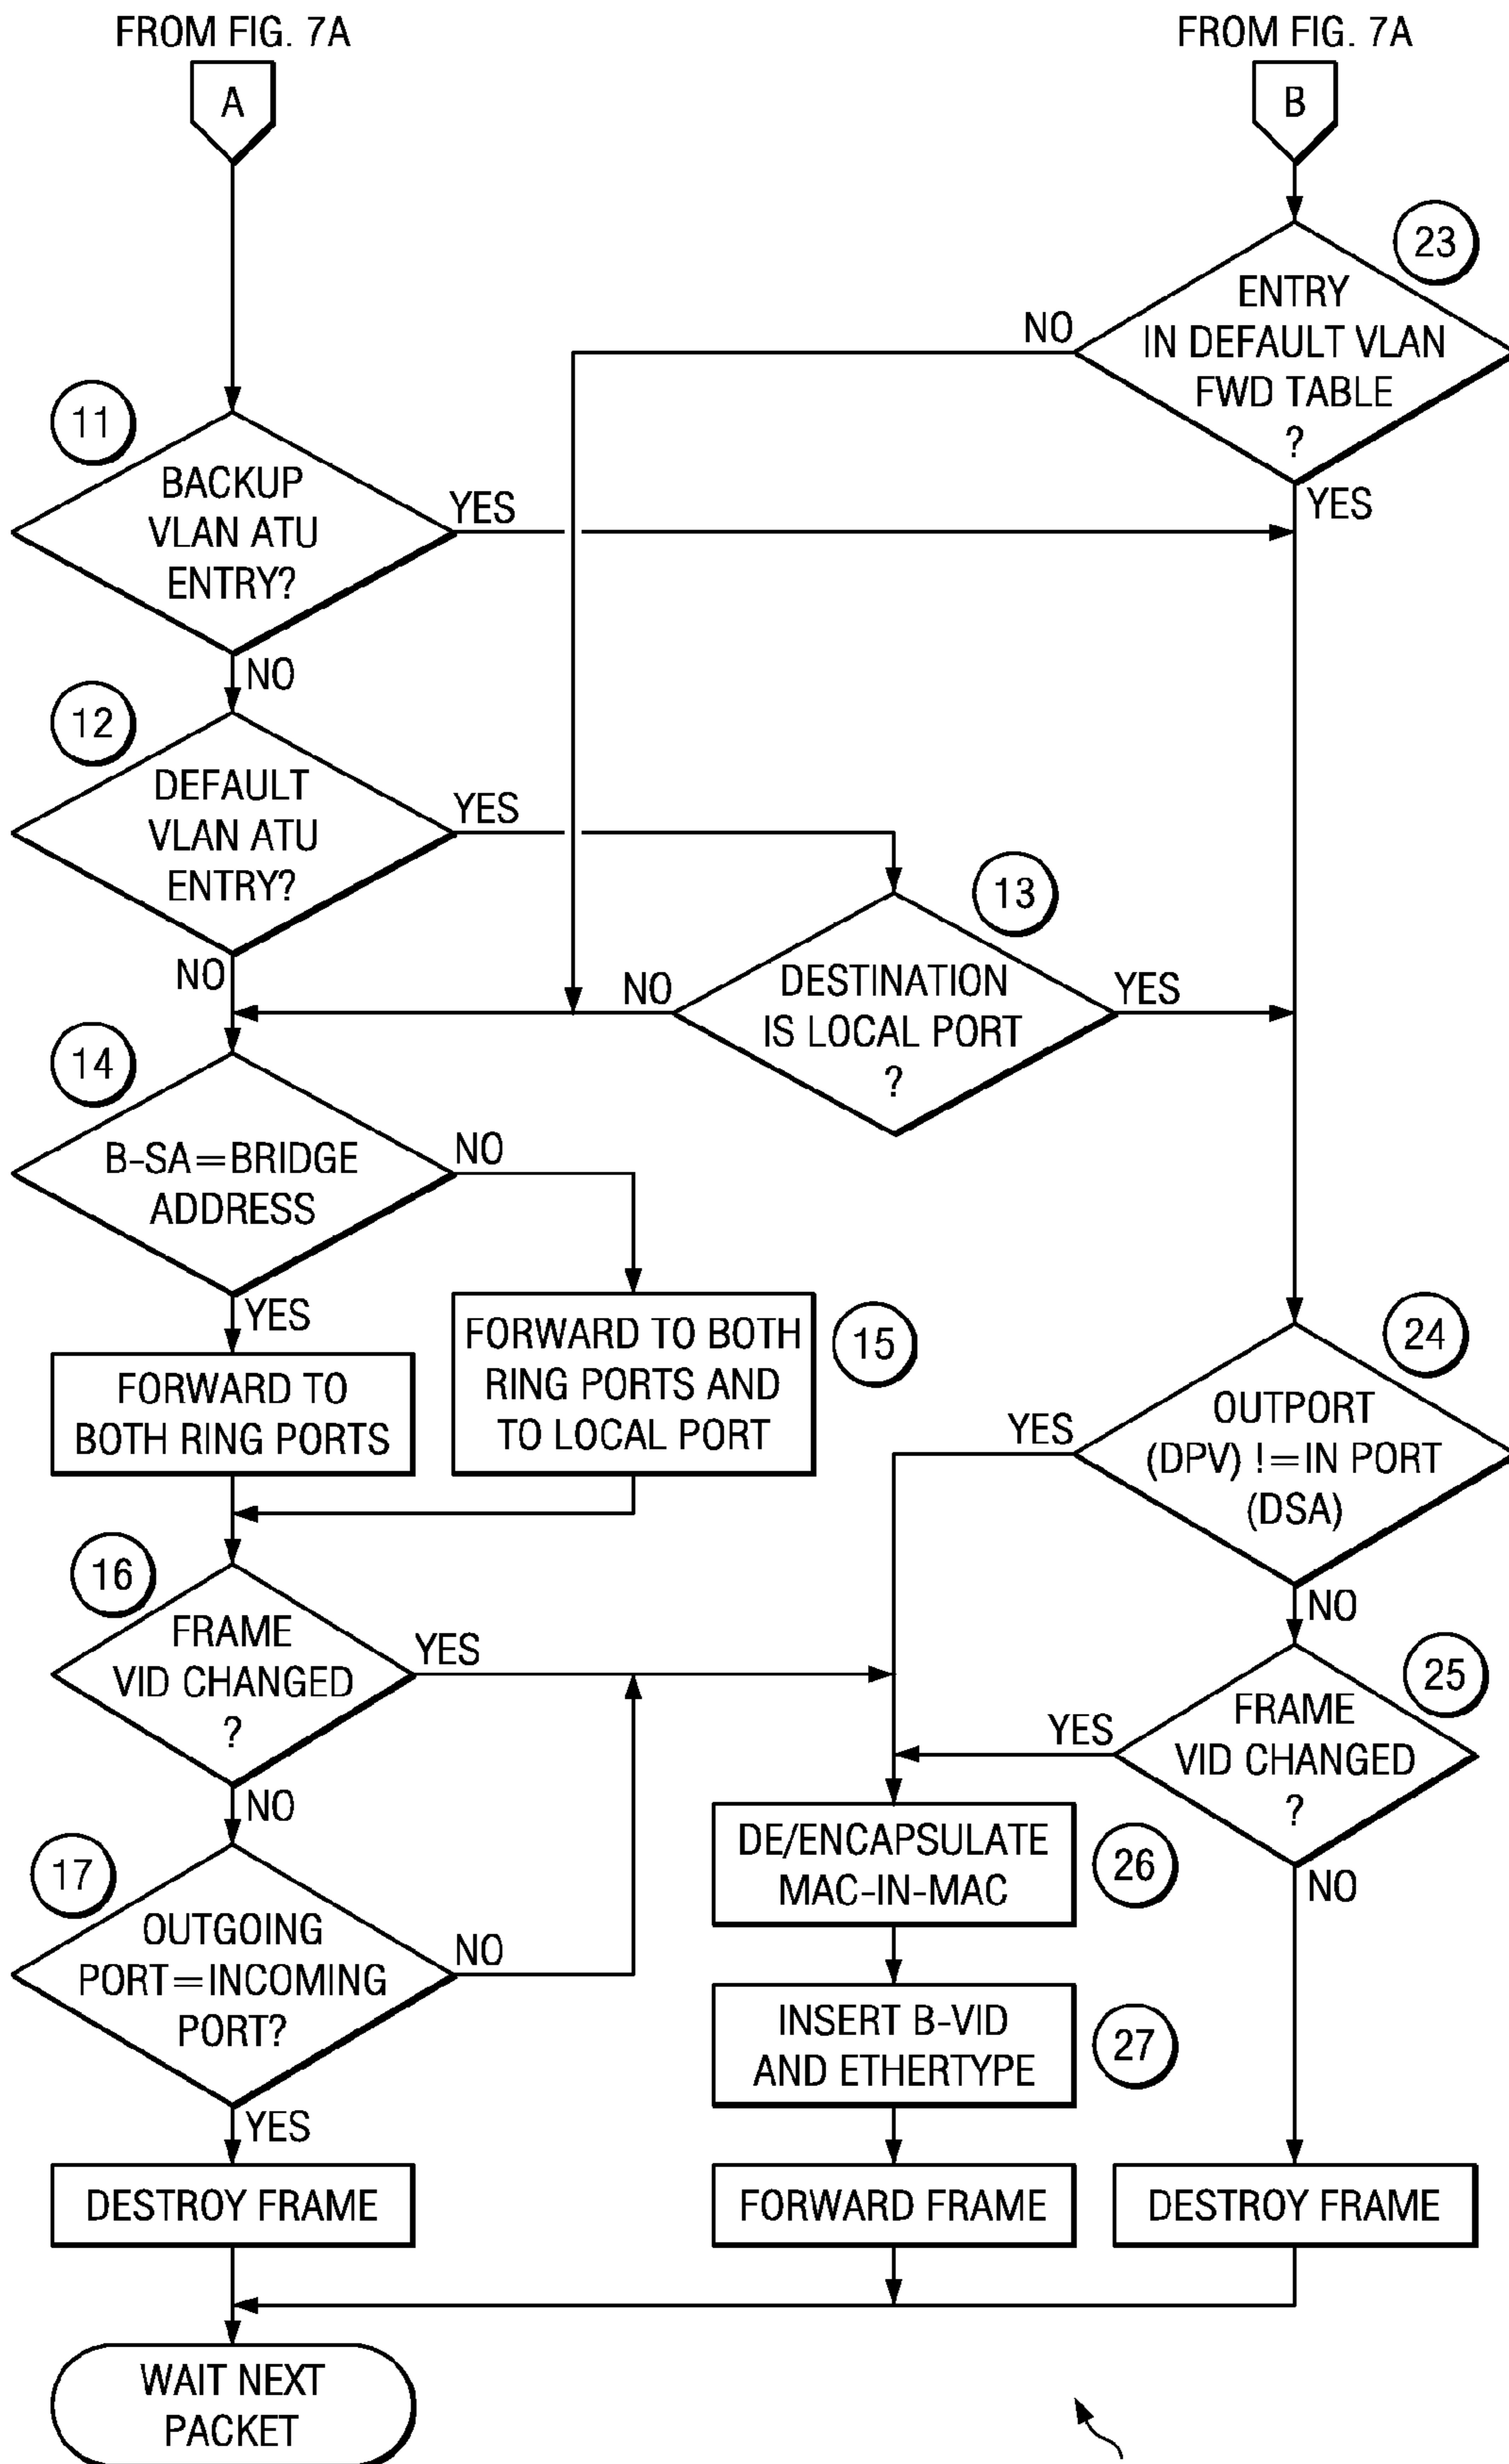 FROM FIG. 7A
A
FROM FIG. 7A
B
23
ENTRY
IN DEFAULT VLAN
FWD TABLE
?
NO
YES
11
BACKUP
VLAN ATU
ENTRY?
YES
NO
12
DEFAULT
VLAN ATU
ENTRY?
YES
NO
13
DESTINATION
IS LOCAL PORT
?
NO
YES
14
B-SA=BRIDGE
ADDRESS
NO
YES
FORWARD TO
BOTH RING PORTS
15
FORWARD TO BOTH
RING PORTS AND
TO LOCAL PORT
24
OUTPORT
(DPV) !=IN PORT
(DSA)
YES
NO
16
FRAME
VID CHANGED
?
YES
NO
25
FRAME
VID CHANGED
?
YES
NO
17
OUTGOING
PORT=INCOMING
PORT?
NO
YES
DE/ENCAPSULATE
MAC-IN-MAC
26
INSERT B-VID
AND ETHERTYPE
27
DESTROY FRAME
FORWARD FRAME
DESTROY FRAME
WAIT NEXT
PACKET